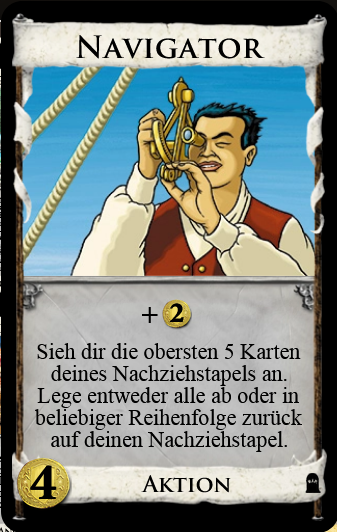 NAVIGATOR
+ 2
Sieh dir die obersten 5 Karten
deines Nachziehstapels an.
Lege entweder alle ab oder in
beliebiger Reihenfolge zurück
auf deinen Nachziehstapel.
4 AKTION